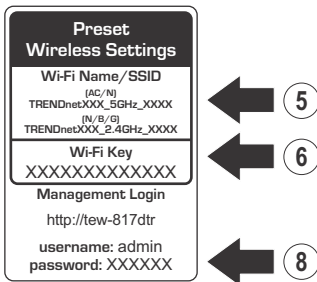 Preset
Wireless Settings
Wi-Fi Name/SSID
(AC/N)
TRENDnetXXX_5GHz_XXXX
(N/B/G)
TRENDnetXXX_2.4GHz_XXXX
5
Wi-Fi Key
XXXXXXXXXXXXX
6
Management Login
http://tew-817dtr
username: admin
password: XXXXXX
8